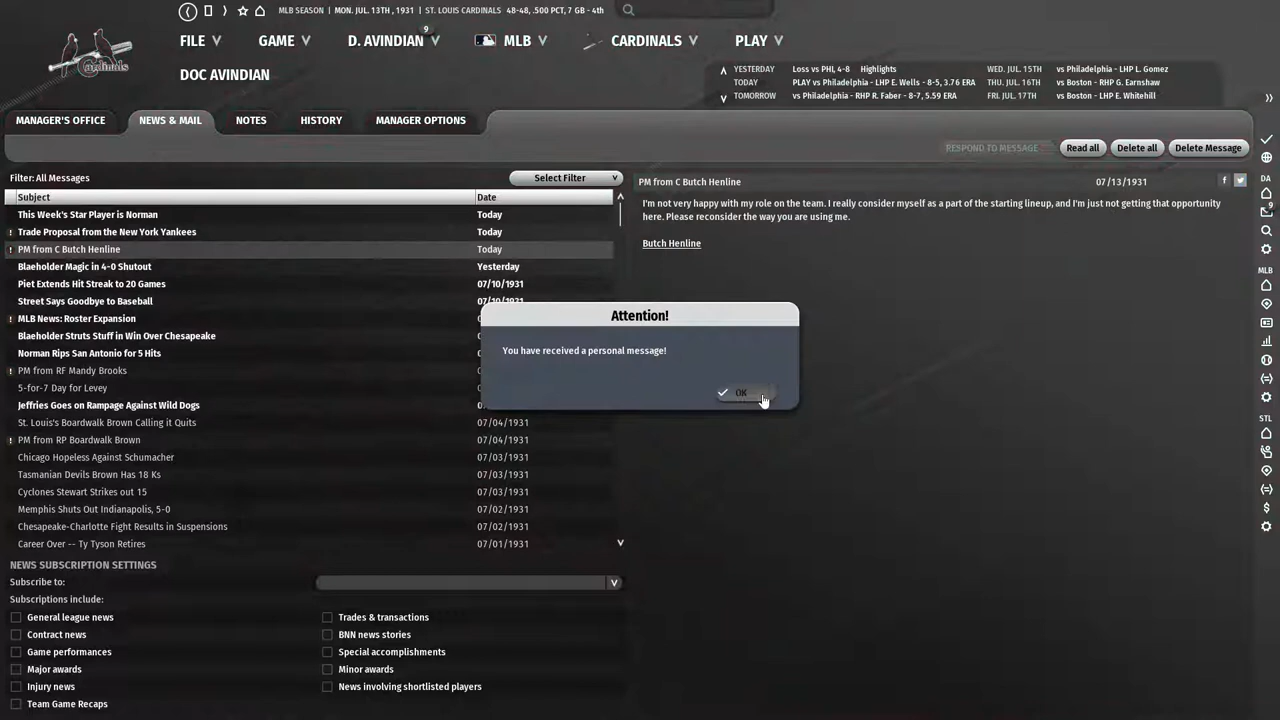 MLB SEASON | MON. JUL. 13TH , 1931 | ST. LOUIS CARDINALS 48-48, .500 PCT, 7 GB - 4th
FILE GAME D. AVINDIAN 9 MLB CARDINALS PLAY
Cardinals
DOC AVINDIAN
YESTERDAY Loss vs PHI, 4-8 Highlights WED. JUL. 15TH vs Philadelphia - LHP L. Gomez
TODAY PLAY vs Philadelphia - LHP E. Wells - 8-5, 3.76 ERA THU. JUL. 16TH vs Boston - RHP G. Earnshaw
TOMORROW vs Philadelphia - RHP R. Faber - 8-7, 5.59 ERA FRI. JUL. 17TH vs Boston - LHP E. Whitehill
MANAGER'S OFFICE NEWS & MAIL NOTES HISTORY MANAGER OPTIONS
RESPOND TO MESSAGE Read all Delete all Delete Message
Filter: All Messages Select Filter
Subject Date
This Week's Star Player is Norman Today
! Trade Proposal from the New York Yankees Today
! PM from C Butch Henline Today
Blaeholder Magic in 4-0 Shutout Yesterday
Piet Extends Hit Streak to 20 Games 07/10/1931
Street Says Goodbye to Baseball 07/10/1931
! MLB News: Roster Expansion
Blaeholder Struts Stuff in Win Over Chesapeake
Norman Rips San Antonio for 5 Hits
! PM from RF Mandy Brooks
5-for-7 Day for Levey
Jeffries Goes on Rampage Against Wild Dogs
St. Louis's Boardwalk Brown Calling it Quits 07/04/1931
! PM from RP Boardwalk Brown 07/04/1931
Chicago Hopeless Against Schumacher 07/03/1931
Tasmanian Devils Brown Has 18 Ks 07/03/1931
Cyclones Stewart Strikes out 15 07/03/1931
Memphis Shuts Out Indianapolis, 5-0 07/02/1931
Chesapeake-Charlotte Fight Results in Suspensions 07/02/1931
Career Over -- Ty Tyson Retires 07/01/1931
PM from C Butch Henline 07/13/1931
I'm not very happy with my role on the team. I really consider myself as a part of the starting lineup, and I'm just not getting that opportunity
here. Please reconsider the way you are using me.
Butch Henline
Attention!
You have received a personal message!
OK
NEWS SUBSCRIPTION SETTINGS
Subscribe to:
Subscriptions include:
General league news Trades & transactions
Contract news BNN news stories
Game performances Special accomplishments
Major awards Minor awards
Injury news News involving shortlisted players
Team Game Recaps
DA
9
MLB
STL